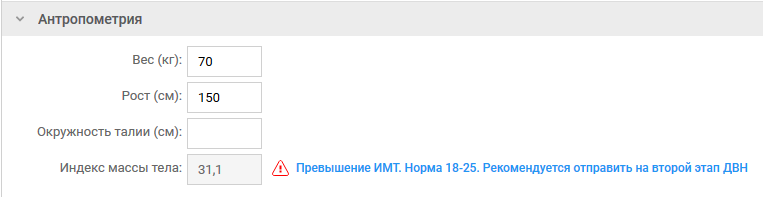 Антропометрия
Вес (кг): 70
Рост (см): 150
Окружность талии (см):
Индекс массы тела: 31,1 Превышение ИМТ. Норма 18-25. Рекомендуется отправить на второй этап ДВН